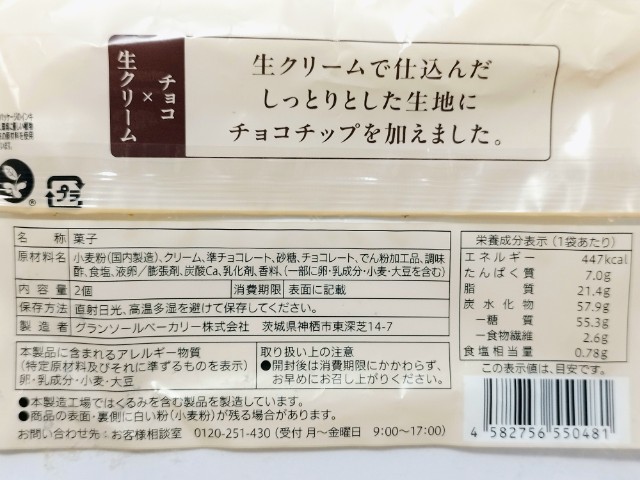 チョコ
×
生クリーム
生クリームで仕込んだ
しっとりとした生地に
チョコチップを加えました。
プラ
名称 菓子
原材料名 小麦粉(国内製造)、クリーム、準チョコレート、砂糖、チョコレート、でん粉加工品、調味
酢、食塩、液卵/膨張剤、炭酸Ca、乳化剤、香料、(一部に卵・乳成分・小麦・大豆を含む)
内容量 2個 消費期限 表面に記載
保存方法 直射日光、高温多湿を避けて保存してください。
製造者 グランソールベーカリー株式会社 茨城県神栖市東深芝14-7
本製品に含まれるアレルギー物質
(特定原材料及びそれに準ずるものを表示)
卵・乳成分・小麦・大豆
取り扱い上の注意
●開封後は消費期限にかかわらず、
お早めにお召し上がりください。
●本製造工場ではくるみを含む製品を製造しています。
●商品の表面・裏側に白い粉(小麦粉)が残る場合があります。
お問い合わせ先:お客様相談室 0120-251-430 (受付 月~金曜日 9:00~17:00)
栄養成分表示(1袋あたり)
エネルギー 447kcal
たんぱく質 7.0g
脂質 21.4g
炭水化物 57.9g
-糖質 55.3g
-食物繊維 2.6g
食塩相当量 0.78g
この表示値は、目安です。
4 582756 550481